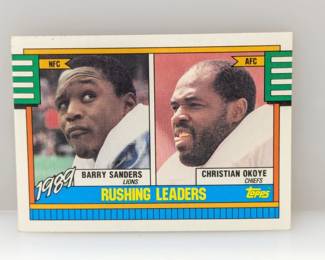 NFC
AFC
BARRY SANDERS
LIONS
CHRISTIAN OKOYE
CHIEFS
1989
RUSHING LEADERS
TOPPS